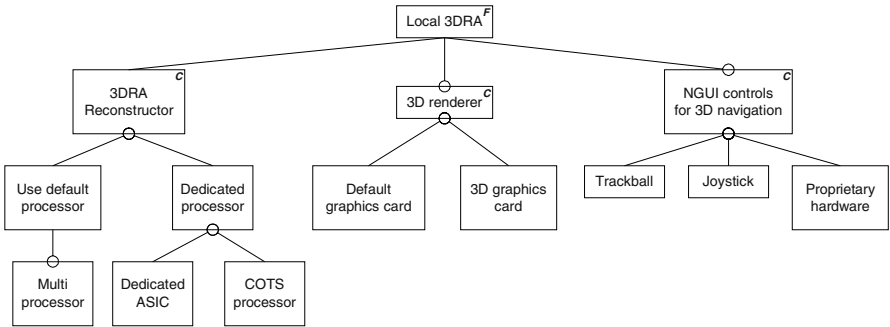 Local 3DRA F
3DRA
Reconstructor C
3D renderer C
NGUI controls
for 3D navigation C
Use default
processor
Dedicated
processor
Default
graphics card
3D graphics
card
Trackball
Joystick
Proprietary
hardware
Multi
processor
Dedicated
ASIC
COTS
processor